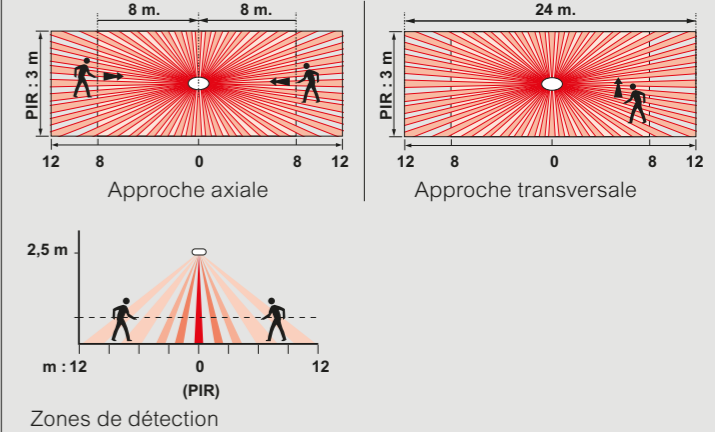 8 m. 8 m.
PIR : 3 m
12 8 0 8 12
Approche axiale
24 m.
PIR : 3 m
12 8 0 8 12
Approche transversale
2,5 m
m : 12 0 12
(PIR)
Zones de détection